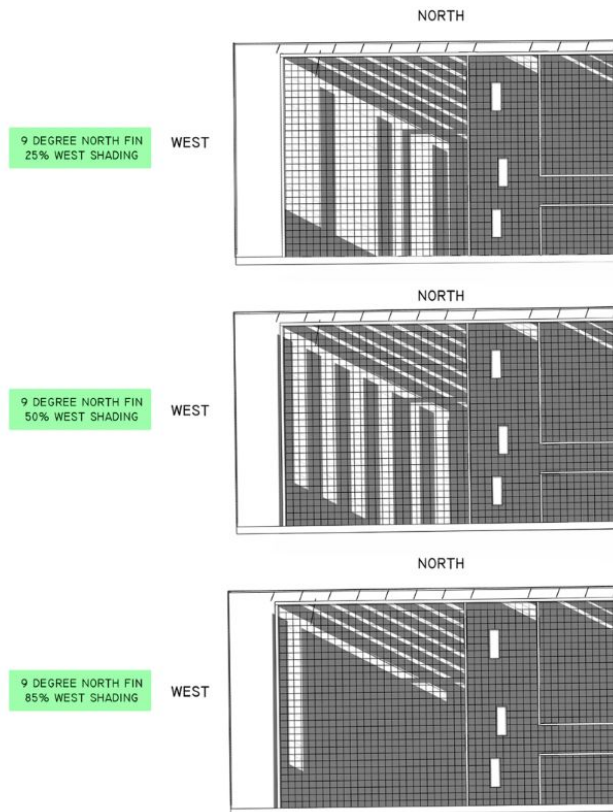 NORTH
9 DEGREE NORTH FIN
25% WEST SHADING
WEST
NORTH
9 DEGREE NORTH FIN
50% WEST SHADING
WEST
NORTH
9 DEGREE NORTH FIN
85% WEST SHADING
WEST